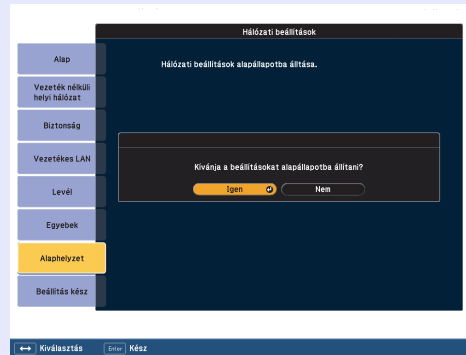 Hálózati beállítások
Alap
Vezeték nélküli
helyi hálózat
Biztonság
Vezetékes LAN
Levél
Egyebek
Alaphelyzet
Beállítás kész
Hálózati beállítások alapállapotba álltása.
Kívánja a beállításokat alapállapotba állítani?
Igen
Nem
Kiválasztás
Enter
Kész